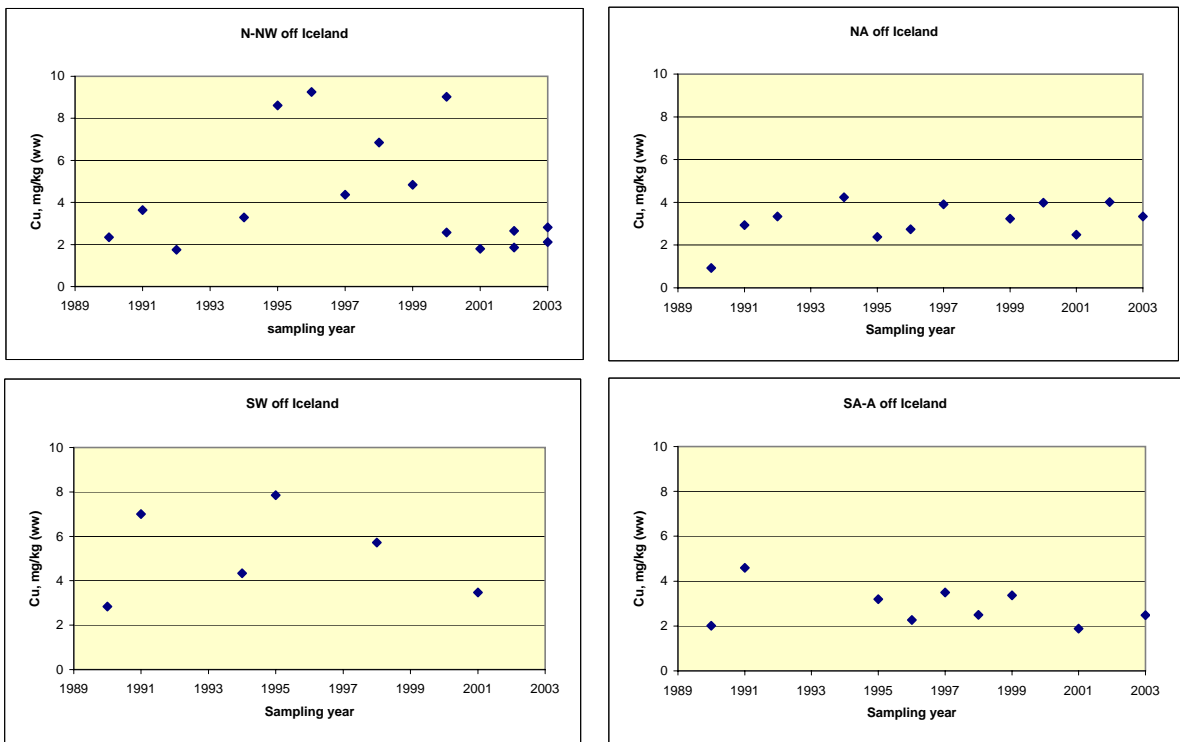 N-NW off Iceland
10
8
6
4
2
0
Cu, mg/kg (ww)
1989 1991 1993 1995 1997 1999 2001 2003
sampling year
NA off Iceland
10
8
6
4
2
0
Cu, mg/kg (ww)
1989 1991 1993 1995 1997 1999 2001 2003
Sampling year
SW off Iceland
10
8
6
4
2
0
Cu, mg/kg (ww)
1989 1991 1993 1995 1997 1999 2001 2003
Sampling year
SA-A off Iceland
10
8
6
4
2
0
Cu, mg/kg (ww)
1989 1991 1993 1995 1997 1999 2001 2003
Sampling year